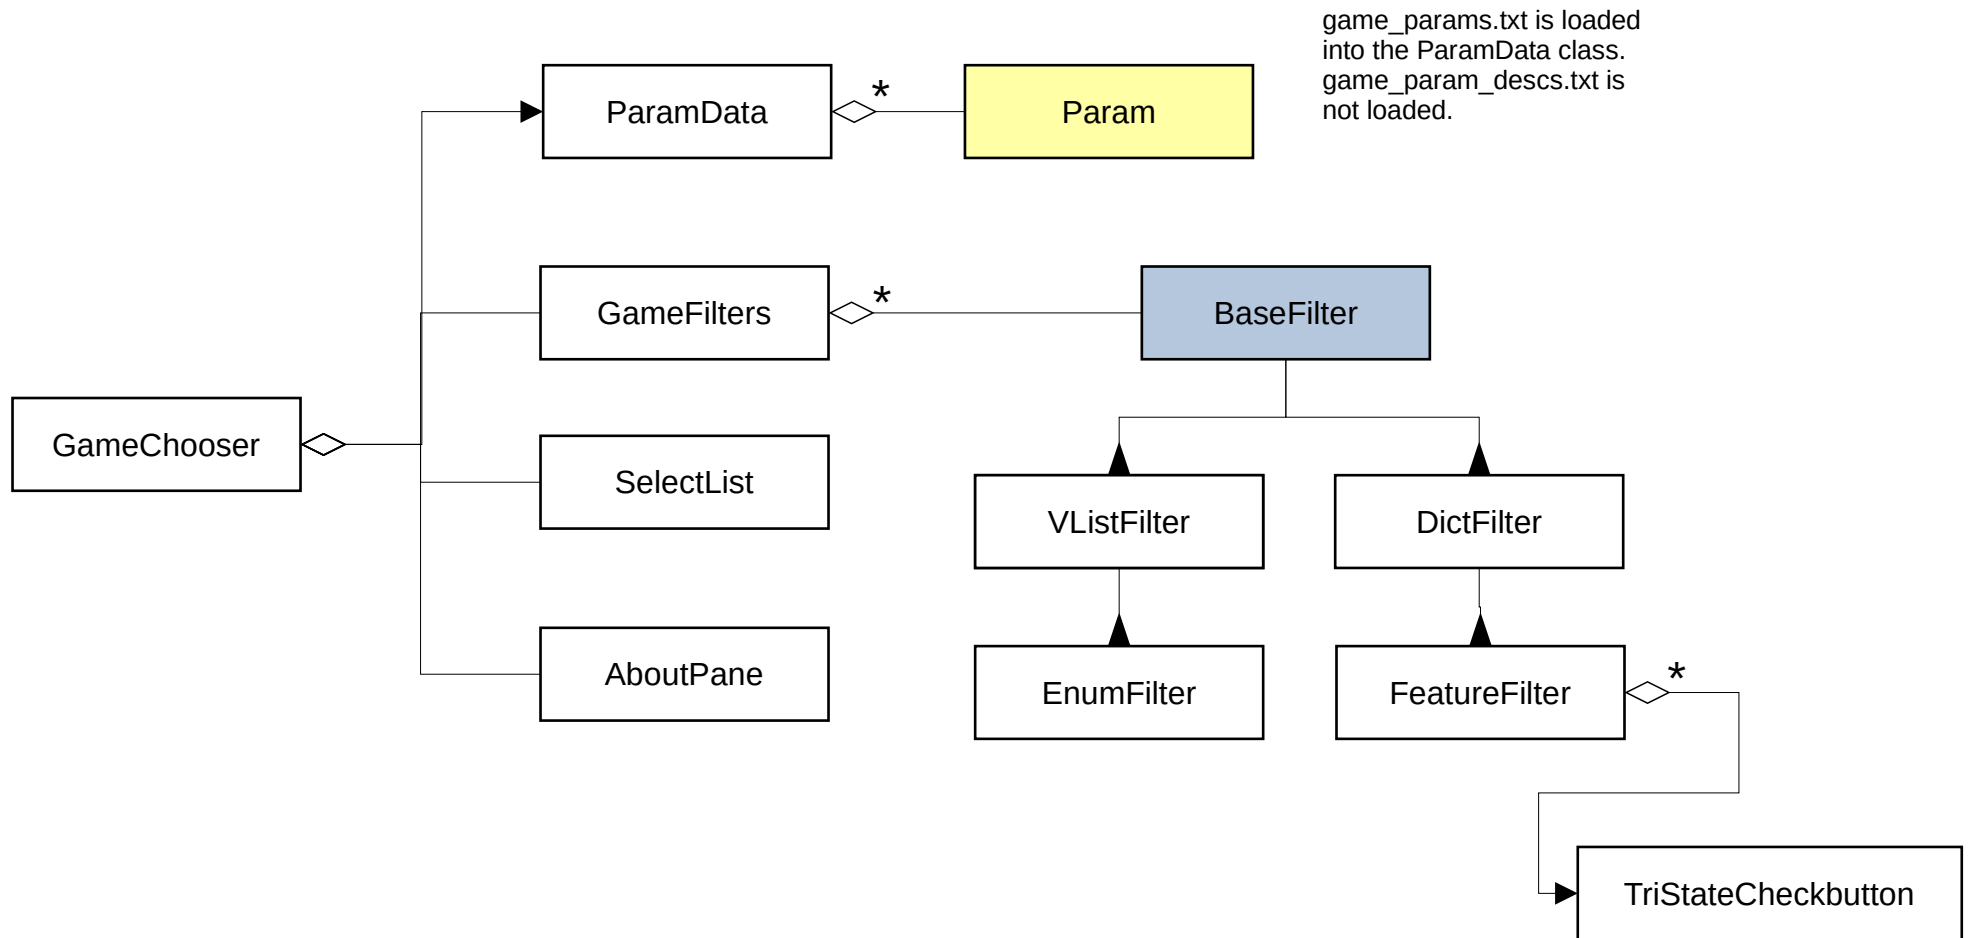 game_params.txt is loaded
into the ParamData class.
game_param_descs.txt is
not loaded.
ParamData
*
Param
GameFilters
*
BaseFilter
GameChooser
SelectList
VListFilter
DictFilter
AboutPane
EnumFilter
FeatureFilter
*
TriStateCheckbutton